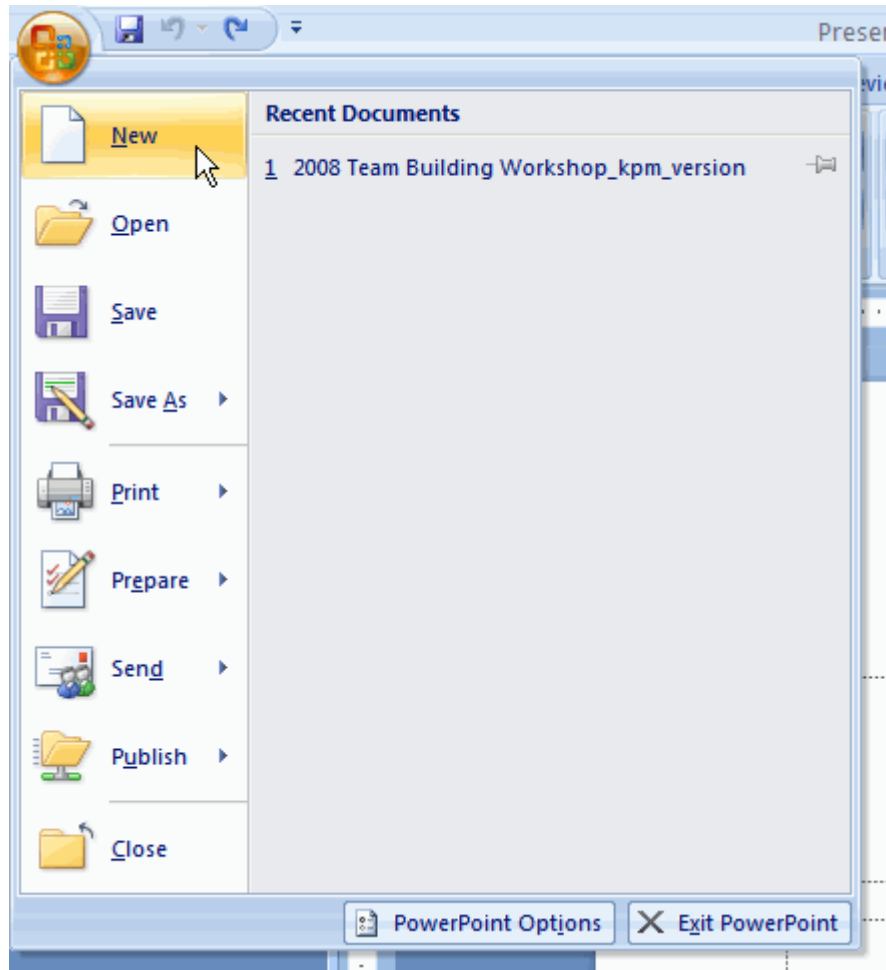 Prese
New
Recent Documents
1 2008 Team Building Workshop_kpm_version
Open
Save
Save As
Print
Prepare
Send
Publish
Close
PowerPoint Options
Exit PowerPoint